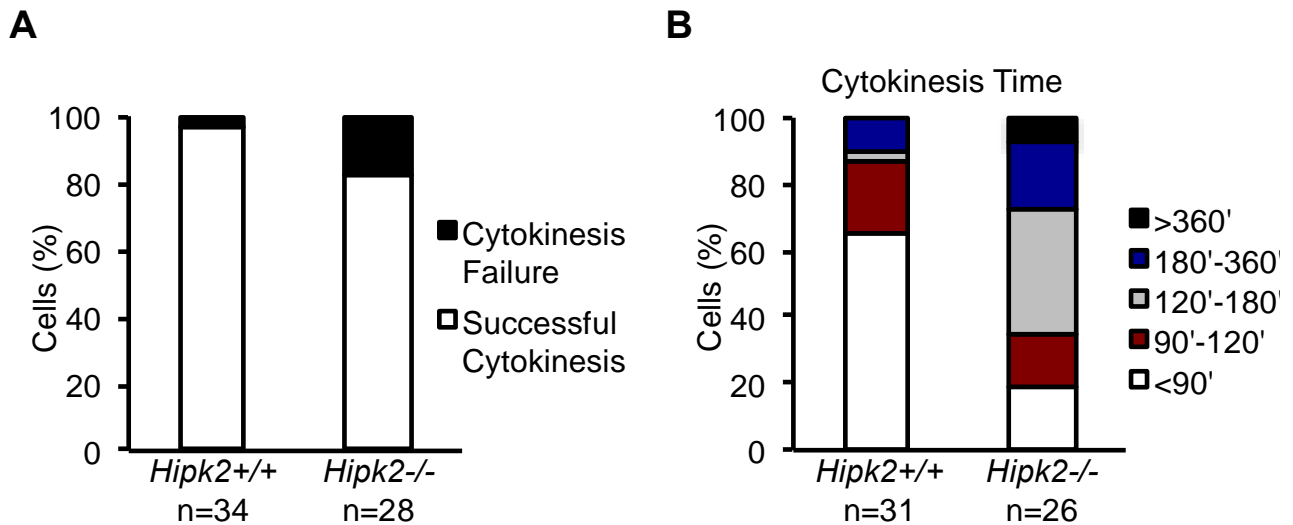 A
100
80
60
40
20
0
Cells (%)
Hipk2+/+
n=34
Hipk2-/-
n=28
Cytokinesis
Failure
Successful
Cytokinesis
B
Cytokinesis Time
100
80
60
40
20
0
Cells (%)
Hipk2+/+
n=31
Hipk2-/-
n=26
>360'
180'-360'
120'-180'
90'-120'
<90'